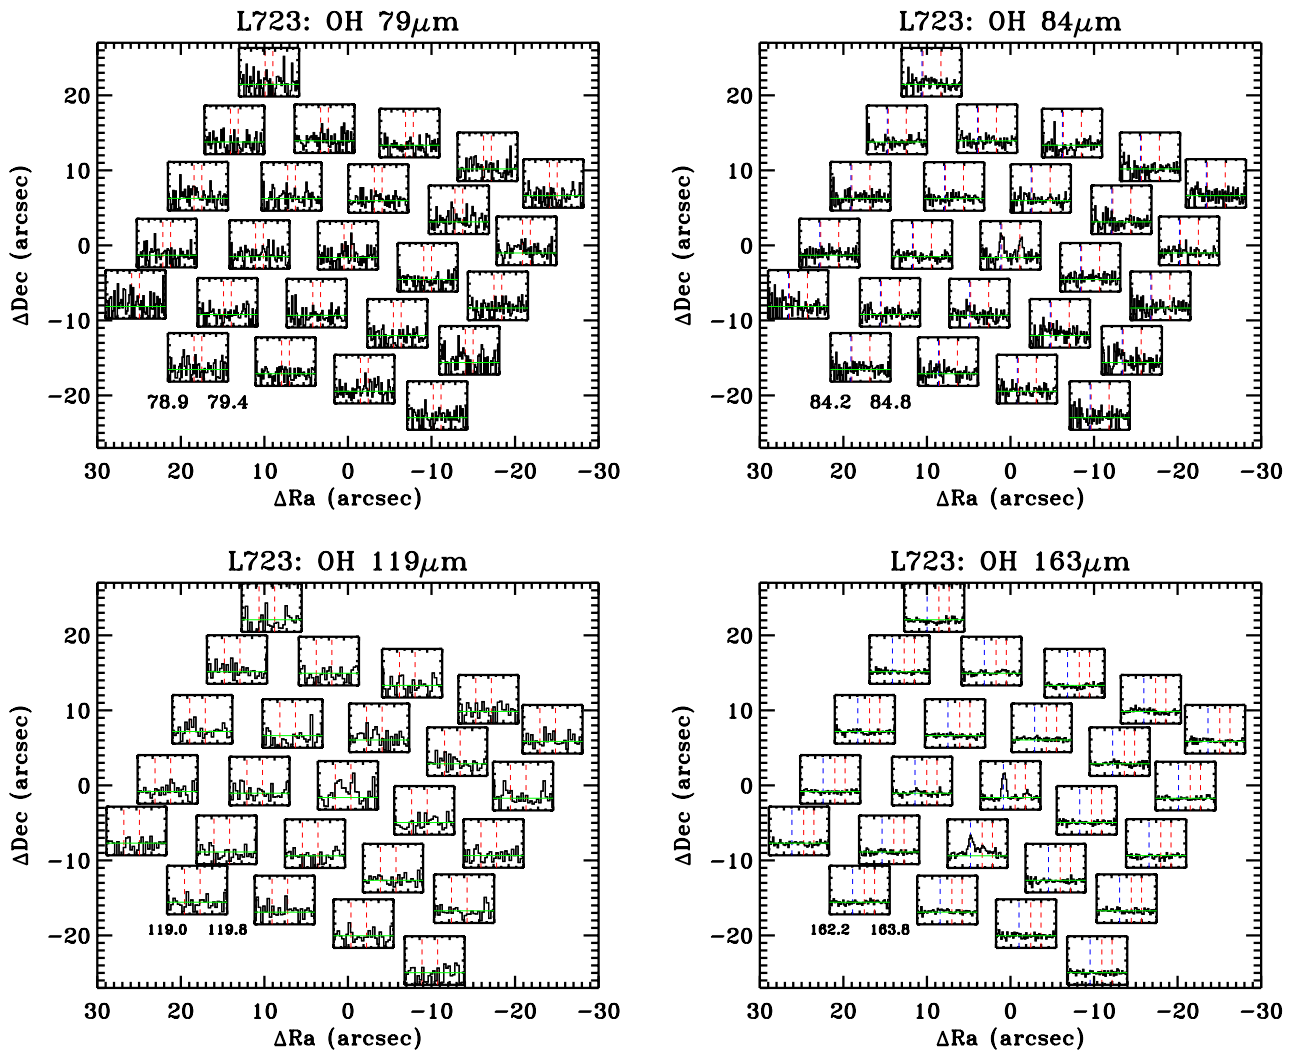 L723: OH 79μm
L723: OH 84μm
ΔDec (arcsec)
20
10
0
−10
−20
78.9 79.4
30 20 10 0 −10 −20 −30
ΔRa (arcsec)
ΔDec (arcsec)
20
10
0
−10
−20
84.2 84.8
30 20 10 0 −10 −20 −30
ΔRa (arcsec)
L723: OH 119μm
L723: OH 163μm
ΔDec (arcsec)
20
10
0
−10
−20
119.0 119.8
30 20 10 0 −10 −20 −30
ΔRa (arcsec)
ΔDec (arcsec)
20
10
0
−10
−20
162.2 163.8
30 20 10 0 −10 −20 −30
ΔRa (arcsec)